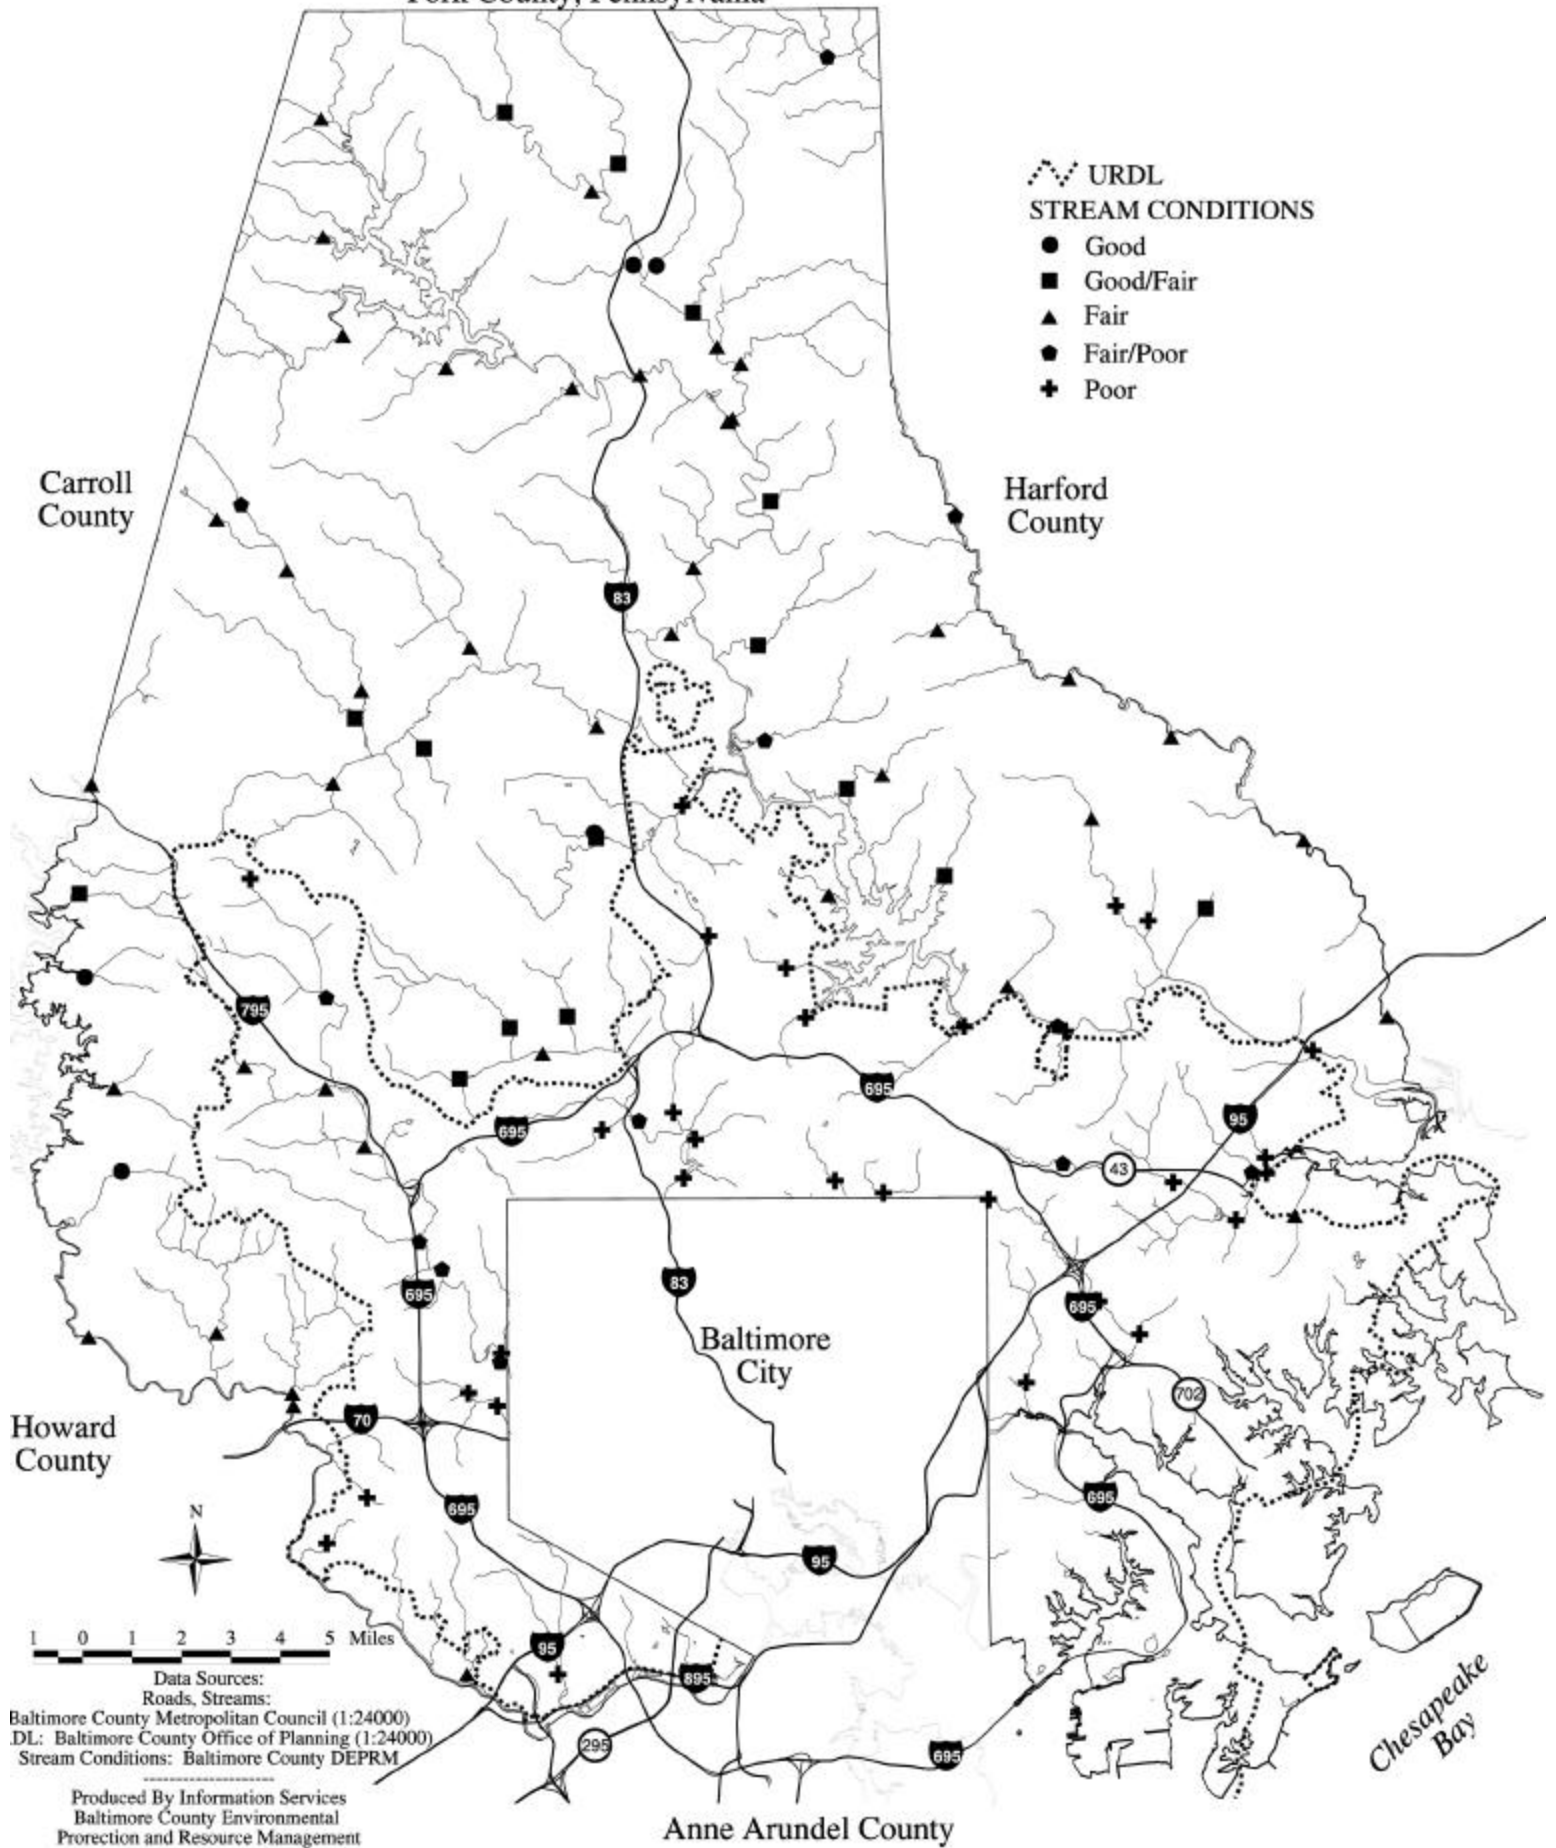 York County, Pennsylvania
URDL
STREAM CONDITIONS
Good
Good/Fair
Fair
Fair/Poor
Poor
Carroll
County
Harford
County
83
795
695
695
95
43
695
83
695
Baltimore
City
702
Howard
County
70
695
695
N
95
1 0 1 2 3 4 5 Miles
95
895
295
695
Chesapeake
Bay
Data Sources:
Roads, Streams:
Baltimore County Metropolitan Council (1:24000)
.DL: Baltimore County Office of Planning (1:24000)
Stream Conditions: Baltimore County DEPRM
--------------------
Produced By Information Services
Baltimore County Environmental
Prorection and Resource Management
Anne Arundel County